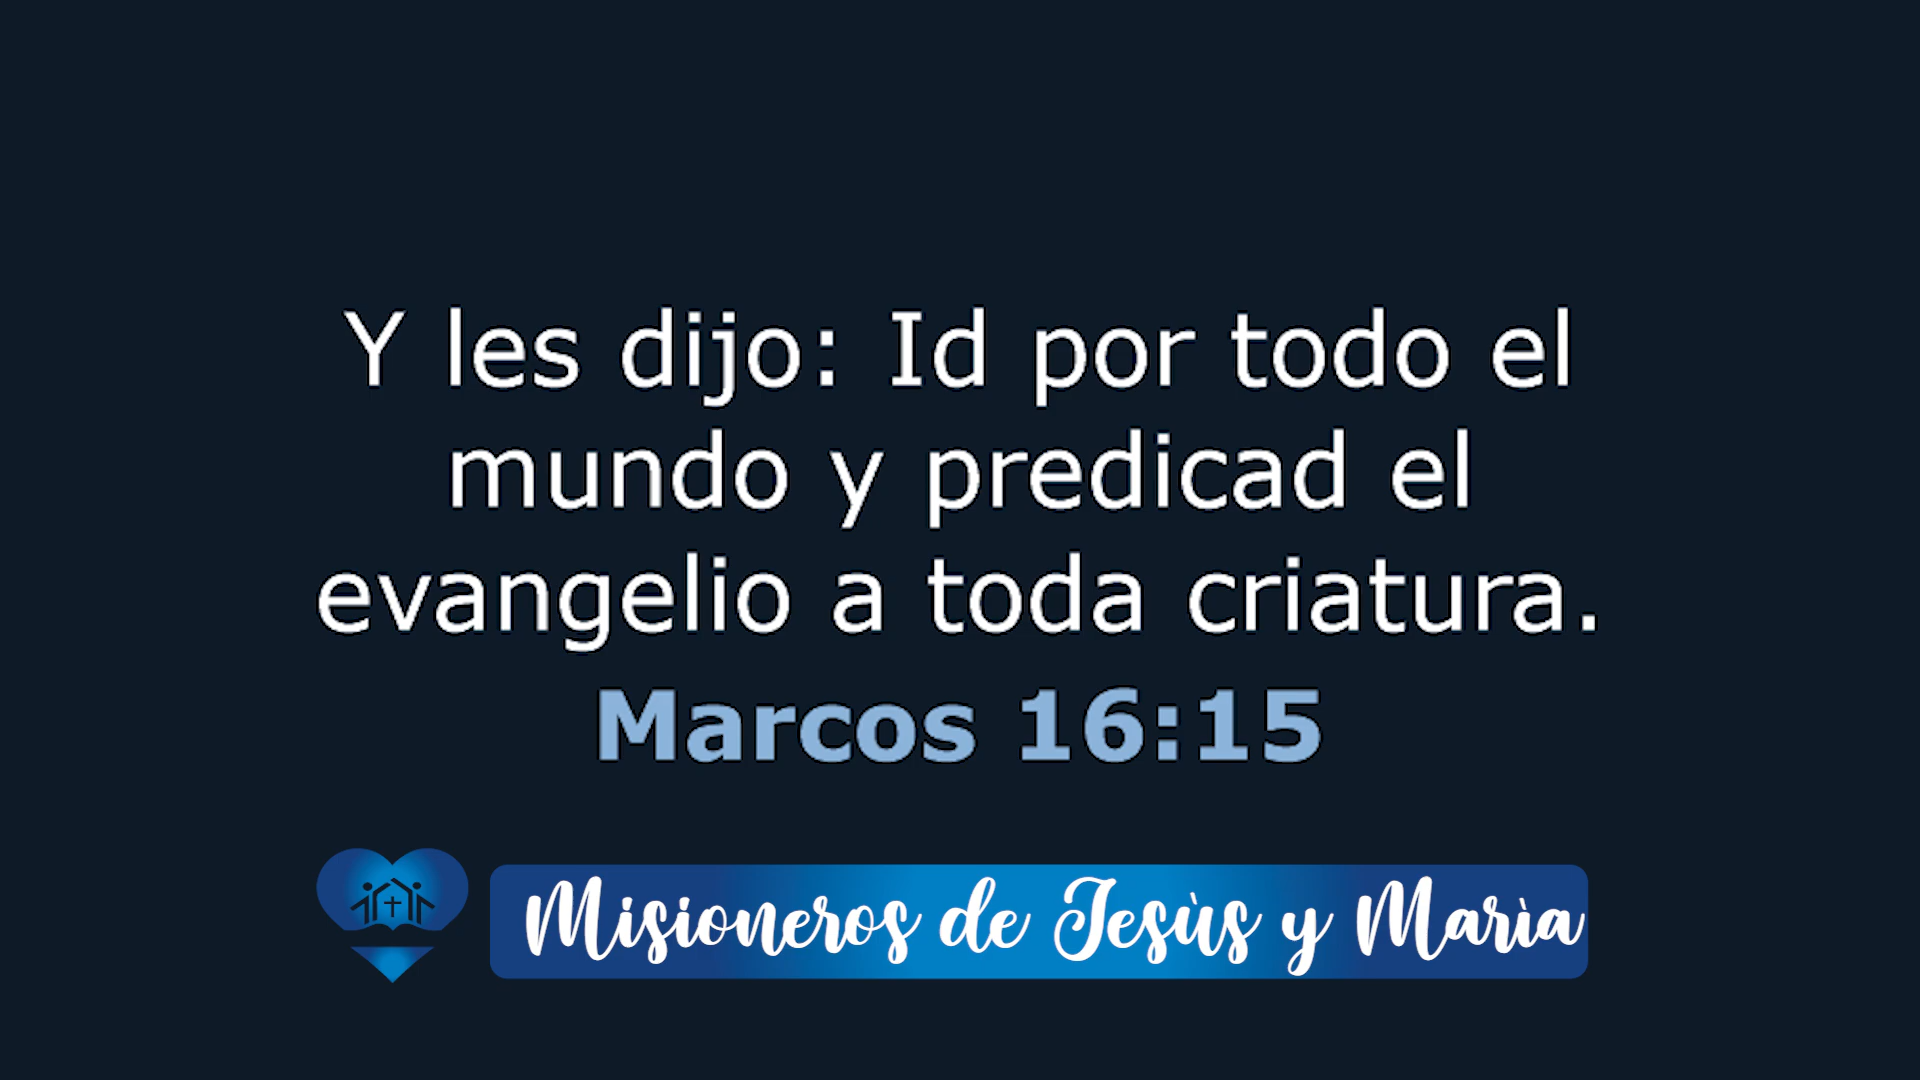 Y les dijo: Id por todo el
mundo y predicad el
evangelio a toda criatura.
Marcos 16:15
Misioneros de Jesùs y Marìa